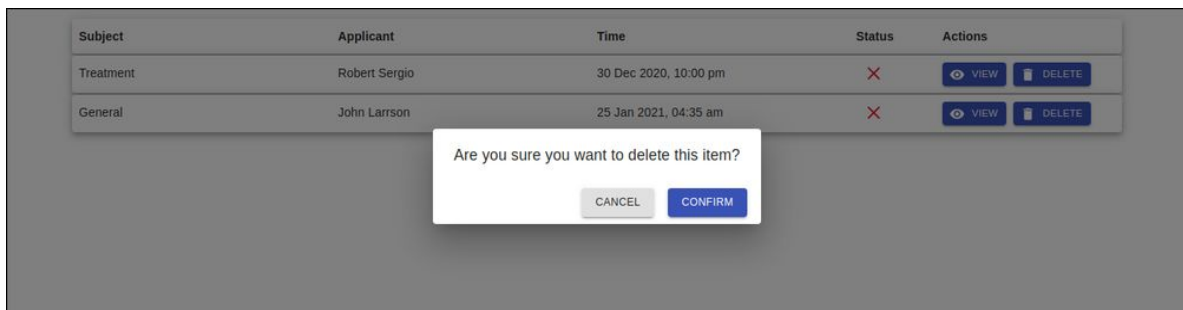 Subject Applicant Time Status Actions
Treatment Robert Sergio 30 Dec 2020, 10:00 pm VIEW DELETE
General John Larrson 25 Jan 2021, 04:35 am VIEW DELETE
Are you sure you want to delete this item?
CANCEL CONFIRM